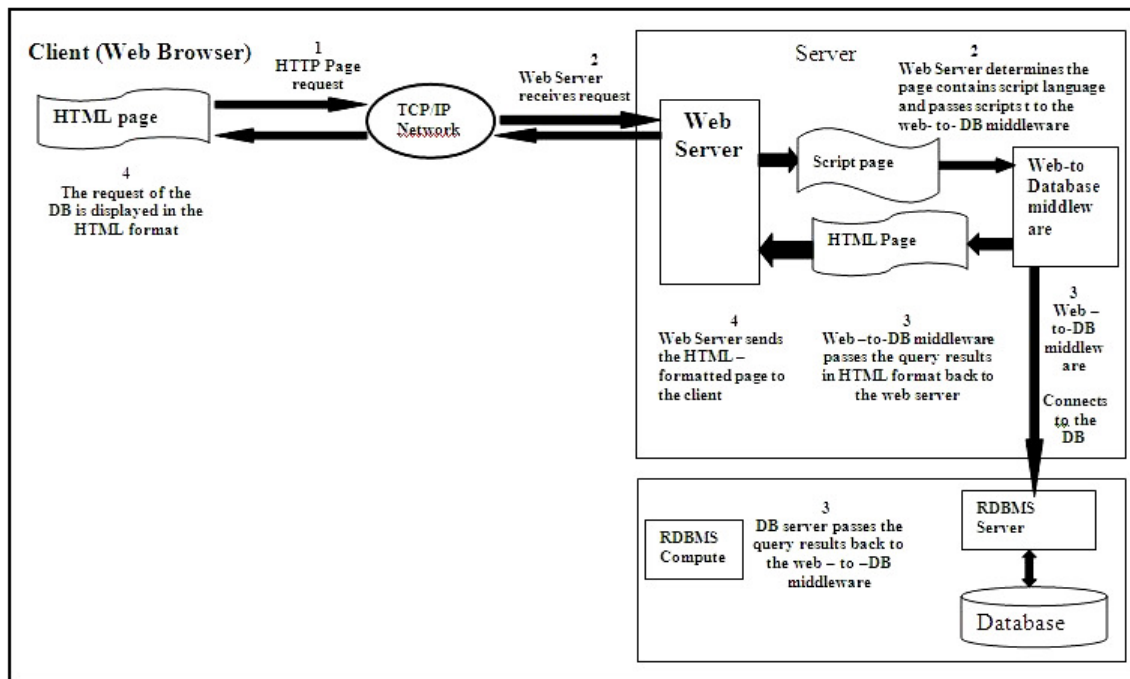 Client (Web Browser)
1
HTTP Page
request
2
Web Server
receives request
HTML page
TCP/IP
Network
4
The request of the
DB is displayed in the
HTML format
Server
2
Web Server determines the
page contains script language
and passes scripts t to the
web- to- DB middleware
Web
Server
Script page
Web-to
Database
middlew
are
HTML Page
4
Web Server sends
the HTML –
formatted page to
the client
3
Web –to-DB middleware
passes the query results
in HTML format back to
the web server
3
Web –
to-DB
middlew
are
Connects
to the
DB
RDBMS
Compute
3
DB server passes the
query results back to
the web – to –DB
middleware
RDBMS
Server
Database